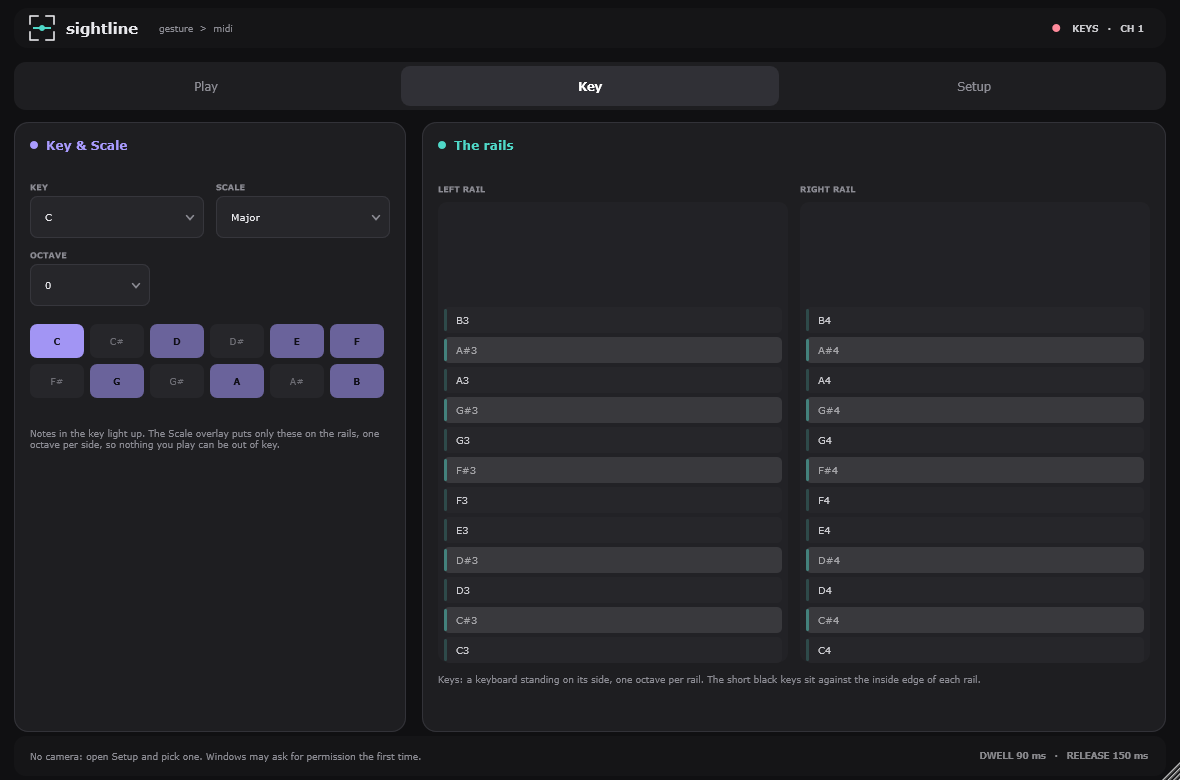 sightline
gesture > midi
KEYS · CH 1
Play
Key
Setup
Key & Scale
KEY
SCALE
C
Major
OCTAVE
0
C
C#
D
D#
E
F
F#
G
G#
A
A#
B
Notes in the key light up. The Scale overlay puts only these on the rails, one
octave per side, so nothing you play can be out of key.
The rails
LEFT RAIL
B3
A#3
A3
G#3
G3
F#3
F3
E3
D#3
D3
C#3
C3
RIGHT RAIL
B4
A#4
A4
G#4
G4
F#4
F4
E4
D#4
D4
C#4
C4
Keys: a keyboard standing on its side, one octave per rail. The short black keys sit against the inside edge of each rail.
No camera: open Setup and pick one. Windows may ask for permission the first time.
DWELL 90 ms · RELEASE 150 ms